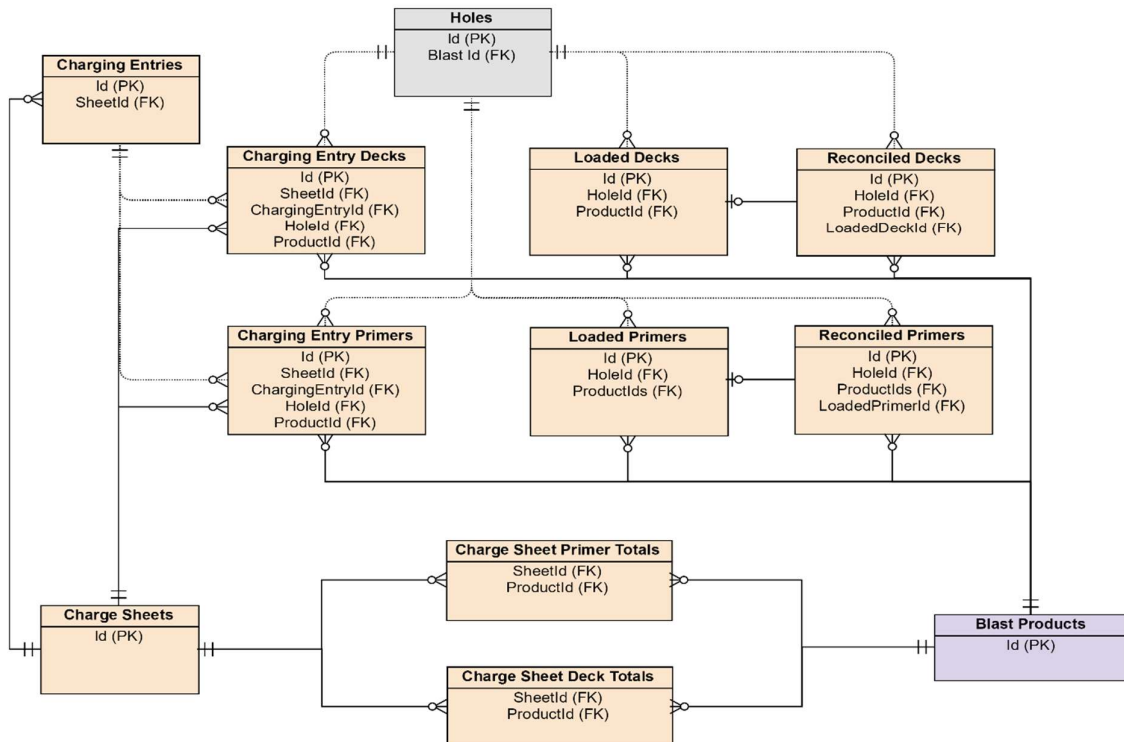 Holes
Id (PK)
Blast Id (FK)
Charging Entries
Id (PK)
SheetId (FK)
Charging Entry Decks
Id (PK)
SheetId (FK)
ChargingEntryId (FK)
HoleId (FK)
ProductId (FK)
Loaded Decks
Id (PK)
HoleId (FK)
ProductId (FK)
Reconciled Decks
Id (PK)
HoleId (FK)
ProductId (FK)
LoadedDeckId (FK)
Charging Entry Primers
Id (PK)
SheetId (FK)
ChargingEntryId (FK)
HoleId (FK)
ProductId (FK)
Loaded Primers
Id (PK)
HoleId (FK)
ProductIds (FK)
Reconciled Primers
Id (PK)
HoleId (FK)
ProductIds (FK)
LoadedPrimerId (FK)
Charge Sheet Primer Totals
SheetId (FK)
ProductId (FK)
Charge Sheets
Id (PK)
Blast Products
Id (PK)
Charge Sheet Deck Totals
SheetId (FK)
ProductId (FK)